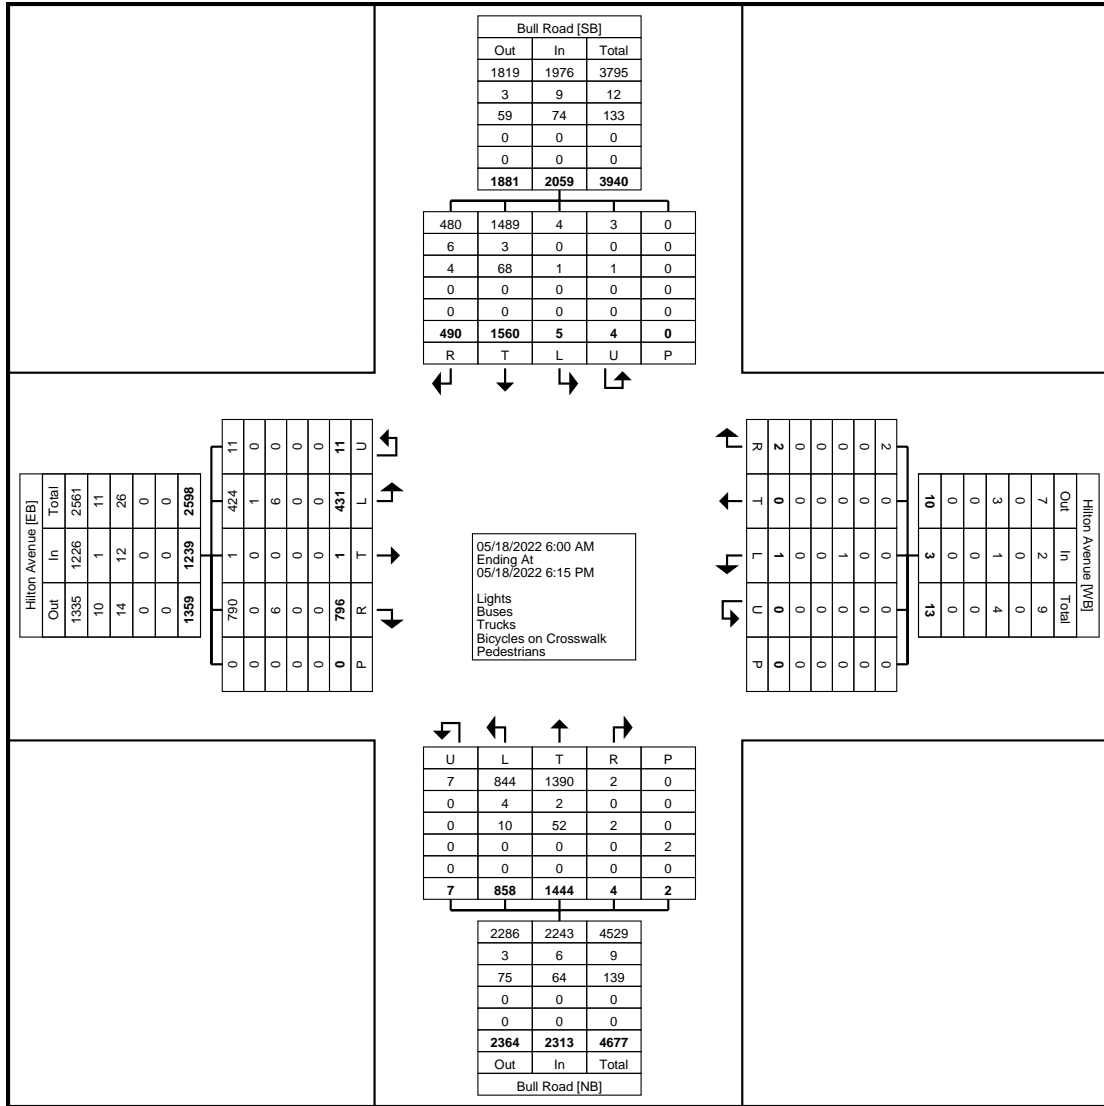 Bull Road [SB]
Out In Total
1819 1976 3795
3 9 12
59 74 133
0 0 0
0 0 0
1881 2059 3940
480 1489 4 3 0
6 3 0 0 0
4 68 1 1 0
0 0 0 0 0
0 0 0 0 0
490 1560 5 4 0
R T L U P
Hilton Avenue [EB]
Total In Out
2561 1226 1335
11 1 10
26 12 14
0 0 0
0 0 0
2598 1239 1359
11 424 1 790 0
0 1 0 0 0
0 6 0 6 0
0 0 0 0 0
0 0 0 0 0
11 431 1 796 0
U L T R P
05/18/2022 6:00 AM
Ending At
05/18/2022 6:15 PM
Lights
Buses
Trucks
Bicycles on Crosswalk
Pedestrians
Hilton Avenue [WB]
Out In Total
7 2 9
0 0 0
3 1 4
0 0 0
0 0 0
10 3 13
2 0 0 0 0
0 0 0 0 0
0 0 1 0 0
0 0 0 0 0
0 0 0 0 0
2 0 1 0 0
R T L U P
U L T R P
7 844 1390 2 0
0 4 2 0 0
0 10 52 2 0
0 0 0 0 2
0 0 0 0 0
7 858 1444 4 2
2286 2243 4529
3 6 9
75 64 139
0 0 0
0 0 0
2364 2313 4677
Out In Total
Bull Road [NB]